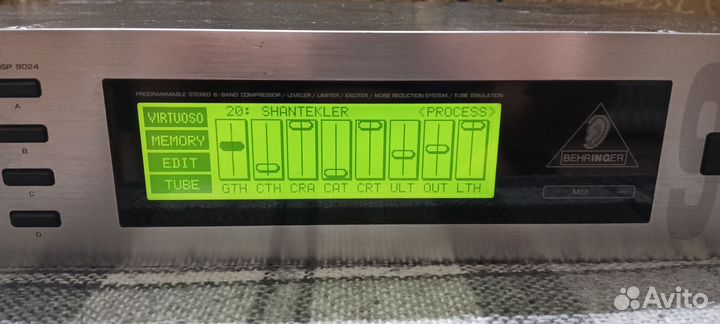 DSP 9024
PROGRAMMABLE STEREO 6-BAND COMPRESSOR / LEVELER / LIMITER / EXCITER / NOISE REDUCTION SYSTEM / TUBE EMULATION
VIRTUOSO 20: SHANTEKLER <PROCESS>
MEMORY
EDIT
TUBE GTH CTH CRA CAT CRT ULT OUT LTH
A
B
C
D
BEHRINGER
MIDI
Avito